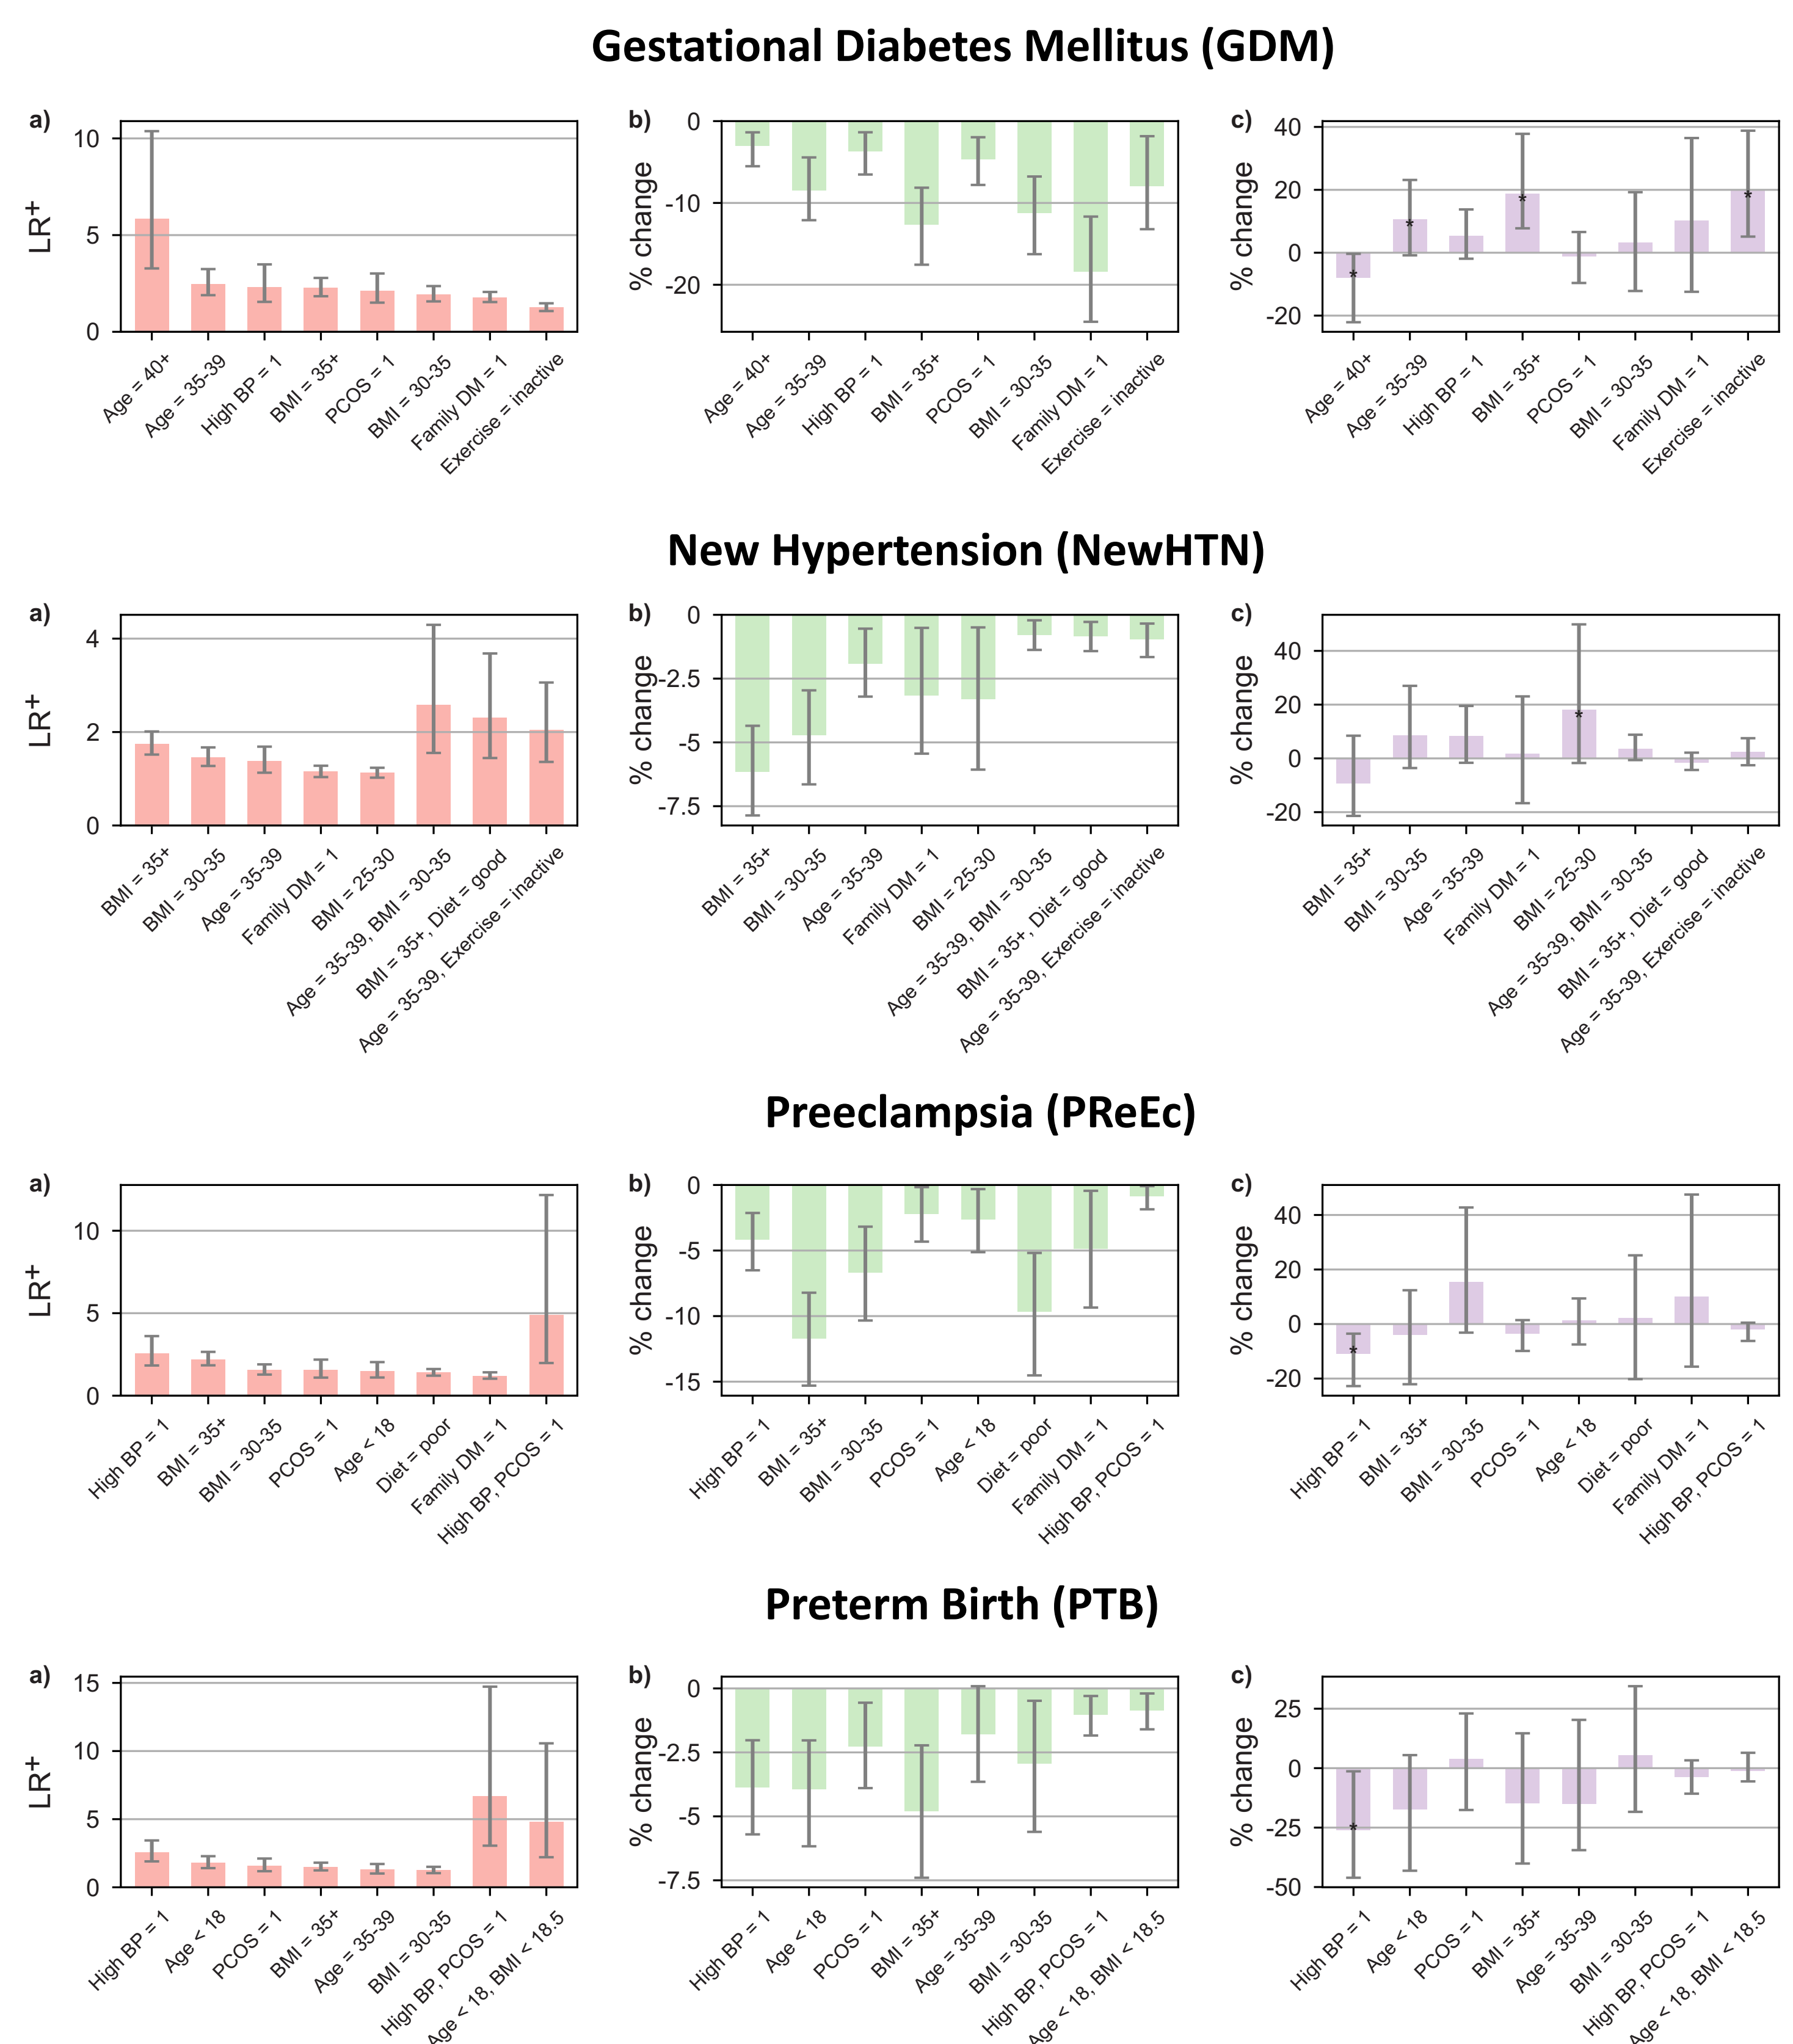 Gestational Diabetes Mellitus (GDM)
a)
LR+
10
5
0
Age = 40+
Age = 35-39
High BP = 1
BMI = 35+
PCOS = 1
BMI = 30-35
Family DM = 1
Exercise = inactive
b)
% change
0
-10
-20
Age = 40+
Age = 35-39
High BP = 1
BMI = 35+
PCOS = 1
BMI = 30-35
Family DM = 1
Exercise = inactive
c)
% change
40
20
0
-20
* * * *
Age = 40+
Age = 35-39
High BP = 1
BMI = 35+
PCOS = 1
BMI = 30-35
Family DM = 1
Exercise = inactive
New Hypertension (NewHTN)
a)
LR+
4
2
0
BMI = 35+
BMI = 30-35
Age = 35-39
Family DM = 1
BMI = 25-30
Age = 35-39, BMI = 30-35
BMI = 35+, Diet = good
Age = 35-39, Exercise = inactive
b)
% change
0
-2.5
-5
-7.5
BMI = 35+
BMI = 30-35
Age = 35-39
Family DM = 1
BMI = 25-30
Age = 35-39, BMI = 30-35
BMI = 35+, Diet = good
Age = 35-39, Exercise = inactive
c)
% change
40
20
0
-20
*
BMI = 35+
BMI = 30-35
Age = 35-39
Family DM = 1
BMI = 25-30
Age = 35-39, BMI = 30-35
BMI = 35+, Diet = good
Age = 35-39, Exercise = inactive
Preeclampsia (PReEc)
a)
LR+
10
5
0
High BP = 1
BMI = 35+
BMI = 30-35
PCOS = 1
Age < 18
Diet = poor
Family DM = 1
High BP, PCOS = 1
b)
% change
0
-5
-10
-15
High BP = 1
BMI = 35+
BMI = 30-35
PCOS = 1
Age < 18
Diet = poor
Family DM = 1
High BP, PCOS = 1
c)
% change
40
20
0
-20
*
High BP = 1
BMI = 35+
BMI = 30-35
PCOS = 1
Age < 18
Diet = poor
Family DM = 1
High BP, PCOS = 1
Preterm Birth (PTB)
a)
LR+
15
10
5
0
High BP = 1
Age < 18
PCOS = 1
BMI = 35+
Age = 35-39
BMI = 30-35
High BP, PCOS = 1
Age < 18, BMI < 18.5
b)
% change
0
-2.5
-5
-7.5
High BP = 1
Age < 18
PCOS = 1
BMI = 35+
Age = 35-39
BMI = 30-35
High BP, PCOS = 1
Age < 18, BMI < 18.5
c)
% change
25
0
-25
-50
*
High BP = 1
Age < 18
PCOS = 1
BMI = 35+
Age = 35-39
BMI = 30-35
High BP, PCOS = 1
Age < 18, BMI < 18.5